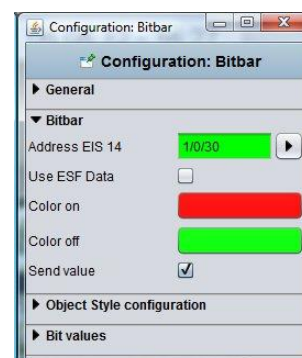 Configuration: Bitbar
Configuration: Bitbar
General
Bitbar
Address EIS 14 1/0/30
Use ESF Data
Color on
Color off
Send value
Object Style configuration
Bit values